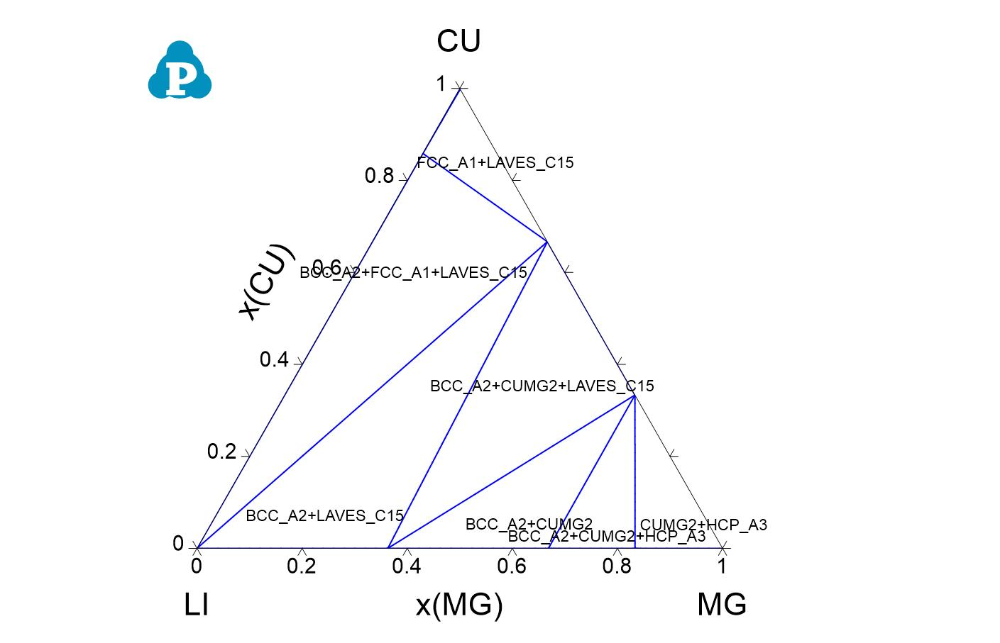 CU
P
1
FCC_A1+LAVES_C15
0.8
x(CU)
0.6
BCC_A2+FCC_A1+LAVES_C15
0.4
BCC_A2+CUMG2+LAVES_C15
0.2
BCC_A2+LAVES_C15
BCC_A2+CUMG2
CUMG2+HCP_A3
BCC_A2+CUMG2+HCP_A3
0
0 0.2 0.4 0.6 0.8 1
LI x(MG) MG